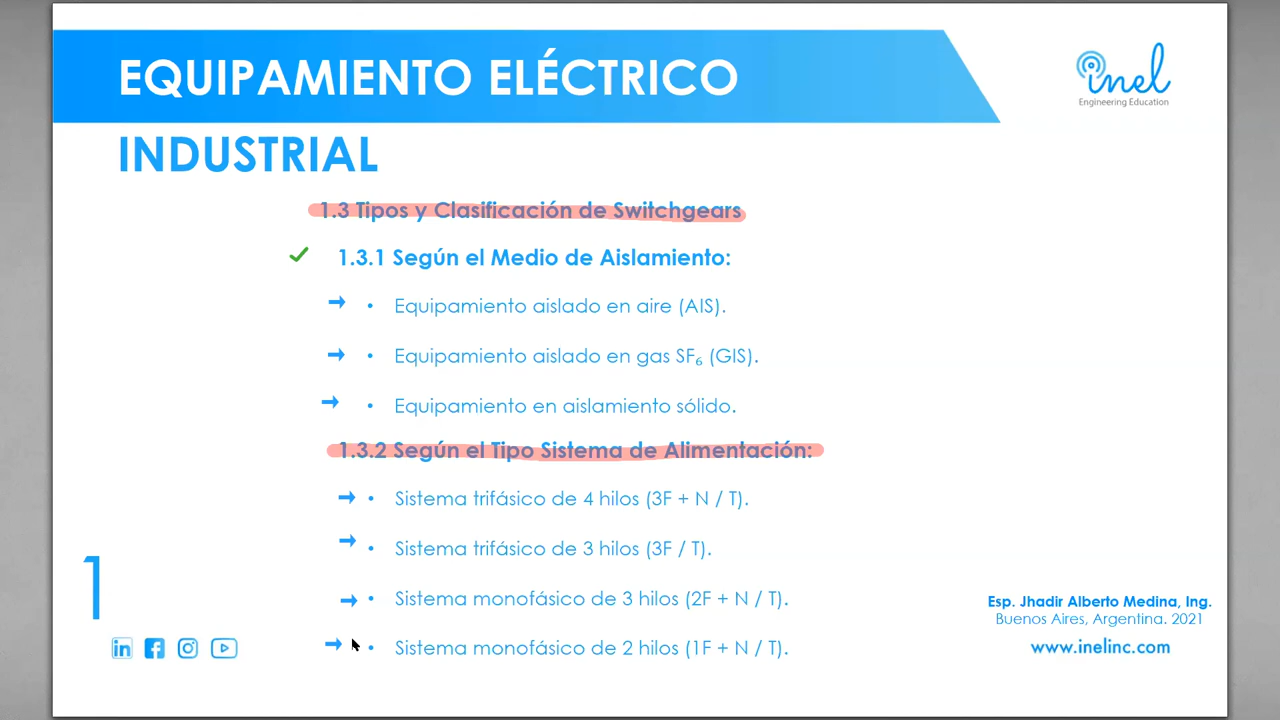 EQUIPAMIENTO ELÉCTRICO
INDUSTRIAL
inel
Engineering Education
1.3 Tipos y Clasificación de Switchgears
1.3.1 Según el Medio de Aislamiento:
• Equipamiento aislado en aire (AIS).
• Equipamiento aislado en gas SF₆ (GIS).
• Equipamiento en aislamiento sólido.
1.3.2 Según el Tipo Sistema de Alimentación:
• Sistema trifásico de 4 hilos (3F + N / T).
• Sistema trifásico de 3 hilos (3F / T).
• Sistema monofásico de 3 hilos (2F + N / T).
• Sistema monofásico de 2 hilos (1F + N / T).
1
in
Esp. Jhadir Alberto Medina, Ing.
Buenos Aires, Argentina. 2021
www.inelinc.com